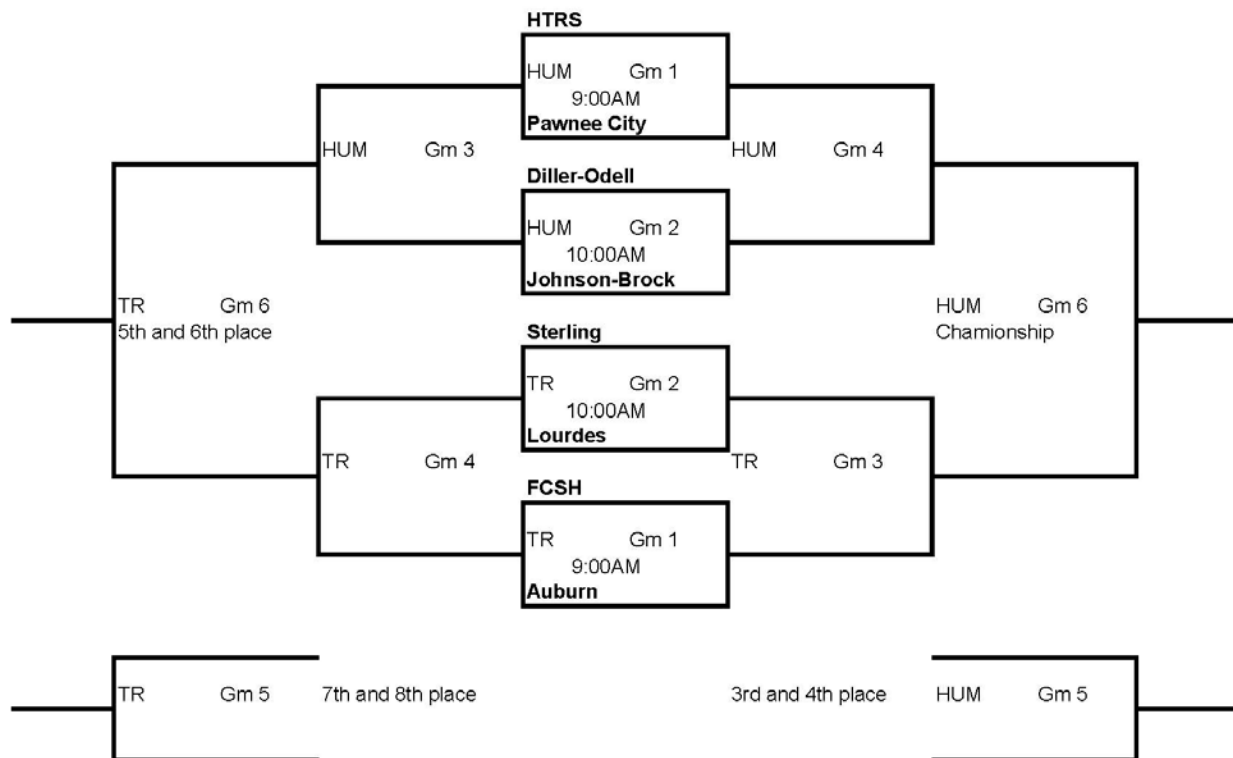 HTRS
HUM Gm 1
9:00AM
Pawnee City
HUM Gm 3
HUM Gm 4
Diller-Odell
HUM Gm 2
10:00AM
Johnson-Brock
TR Gm 6
5th and 6th place
HUM Gm 6
Chamionship
Sterling
TR Gm 2
10:00AM
Lourdes
TR Gm 4
TR Gm 3
FCSH
TR Gm 1
9:00AM
Auburn
TR Gm 5 7th and 8th place
3rd and 4th place HUM Gm 5